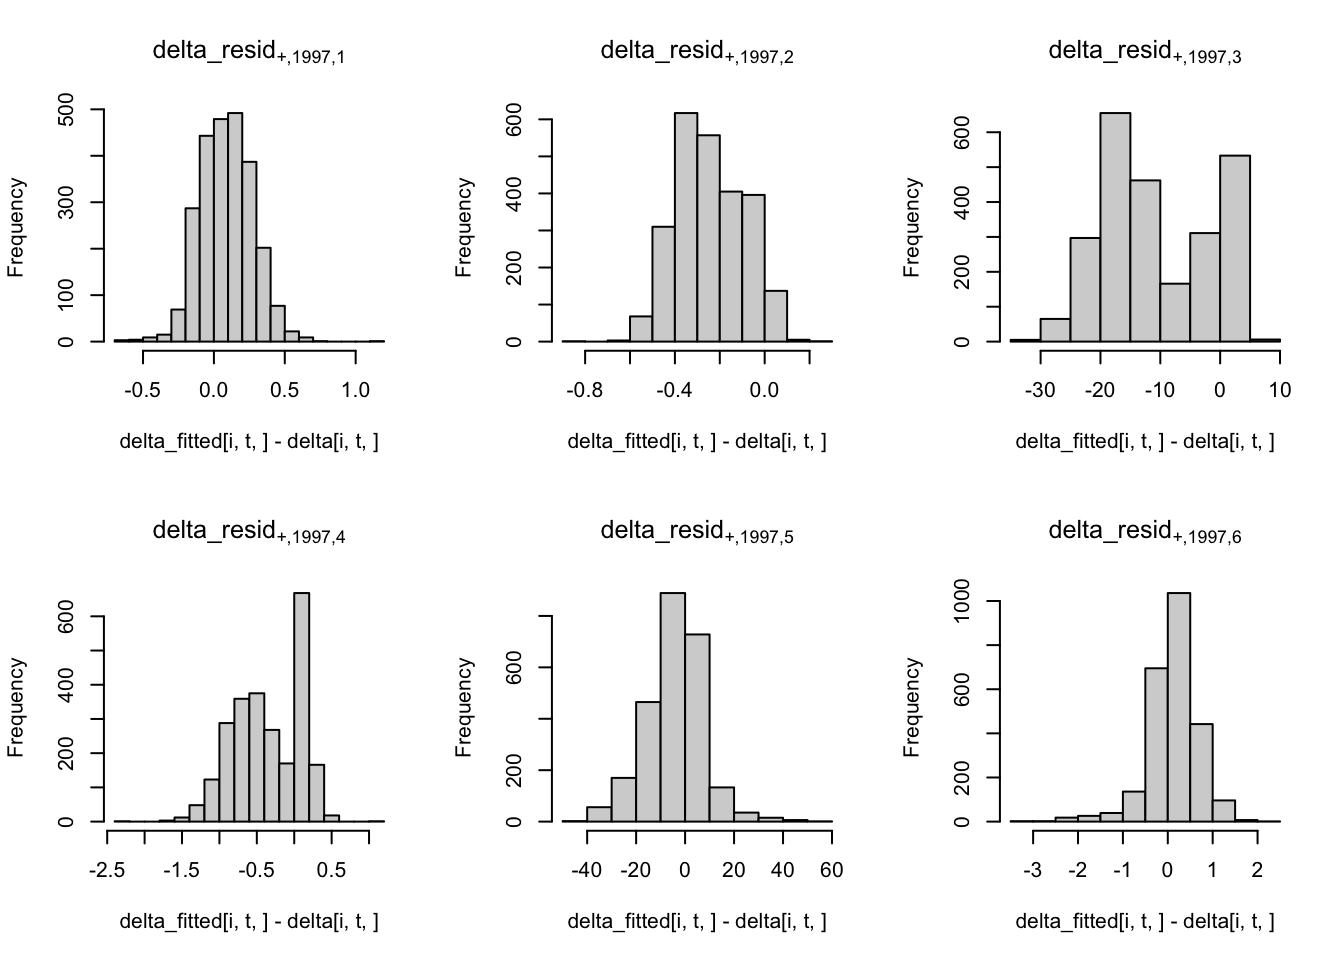 delta_resid+,1997,1
Frequency
0 100 300 500
-0.5 0.0 0.5 1.0
delta_fitted[i, t, ] - delta[i, t, ]
delta_resid+,1997,2
Frequency
0 200 400 600
-0.8 -0.4 0.0
delta_fitted[i, t, ] - delta[i, t, ]
delta_resid+,1997,3
Frequency
0 200 400 600
-30 -20 -10 0 10
delta_fitted[i, t, ] - delta[i, t, ]
delta_resid+,1997,4
Frequency
0 200 400 600
-2.5 -1.5 -0.5 0.5
delta_fitted[i, t, ] - delta[i, t, ]
delta_resid+,1997,5
Frequency
0 200 600
-40 -20 0 20 40 60
delta_fitted[i, t, ] - delta[i, t, ]
delta_resid+,1997,6
Frequency
0 200 600 1000
-3 -2 -1 0 1 2
delta_fitted[i, t, ] - delta[i, t, ]